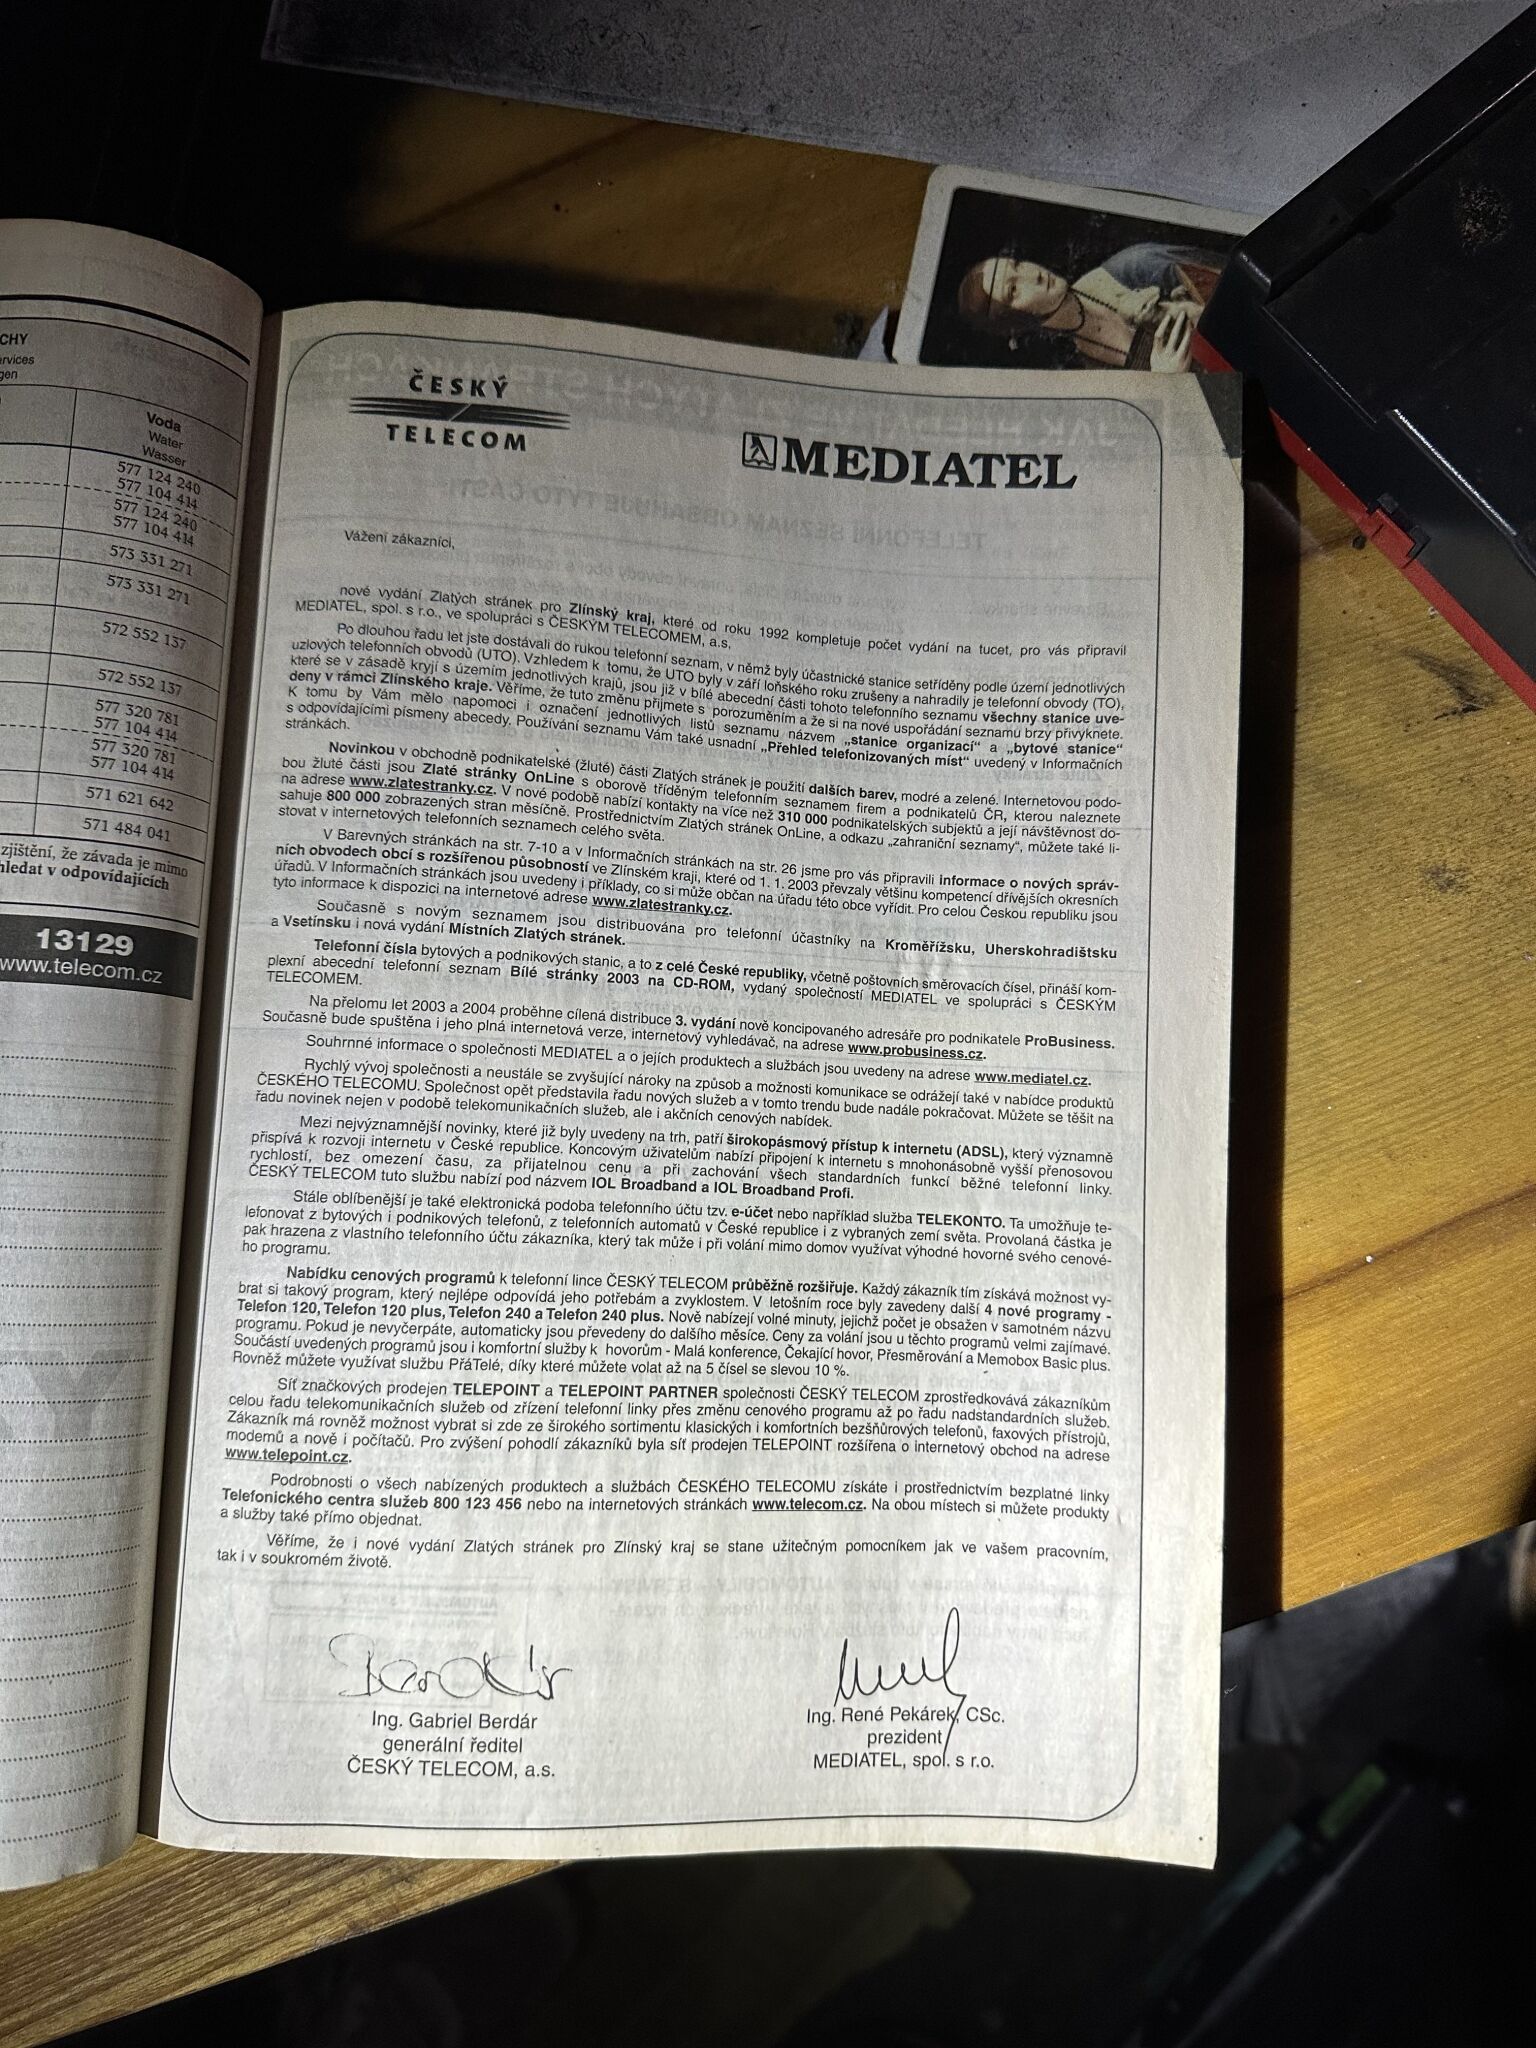 CHY
rvices
gen
Voda
Water
Wasser
577 124 240
577 104 414
577 124 240
577 104 414
573 331 271
573 331 271
572 552 137
572 552 137
577 320 781
577 104 414
577 320 781
577 104 414
571 621 642
571 484 041
zjištění, že závada je mimo
hledat v odpovídajících
13129
www.telecom.cz
ČESKÝ
TELECOM
MEDIATEL
Vážení zákazníci,
nové vydání Zlatých stránek pro Zlínský kraj, které od roku 1992 kompletuje počet vydání na tucet, pro vás připravil
MEDIATEL, spol. s r.o., ve spolupráci s ČESKÝM TELECOMEM, a.s,
Po dlouhou řadu let jste dostávali do rukou telefonní seznam, v němž byly účastnické stanice setříděny podle území jednotlivých
uzlových telefonních obvodů (UTO). Vzhledem k tomu, že UTO byly v září loňského roku zrušeny a nahradily je telefonní obvody (TO),
které se v zásadě kryjí s územím jednotlivých krajů, jsou již v bílé abecední části tohoto telefonního seznamu všechny stanice uve-
deny v rámci Zlínského kraje. Věříme, že tuto změnu přijmete s porozuměním a že si na nové uspořádání seznamu brzy přivyknete.
K tomu by Vám mělo napomoci i označení jednotlivých listů seznamu názvem „stanice organizací“ a „bytové stanice“
s odpovídajícími písmeny abecedy. Používání seznamu Vám také usnadní „Přehled telefonizovaných míst“ uvedený v Informačních
stránkách.
Novinkou v obchodně podnikatelské (žluté) části Zlatých stránek je použití dalších barev, modré a zelené. Internetovou podo-
bou žluté části jsou Zlaté stránky OnLine s oborově tříděným telefonním seznamem firem a podnikatelů ČR, kterou naleznete
na adrese www.zlatestranky.cz. V nové podobě nabízí kontakty na více než 310 000 podnikatelských subjektů a její návštěvnost do-
sahuje 800 000 zobrazených stran měsíčně. Prostřednictvím Zlatých stránek OnLine, a odkazu „zahraniční seznamy“, můžete také li-
stovat v internetových telefonních seznamech celého světa.
V Barevných stránkách na str. 7-10 a v Informačních stránkách na str. 26 jsme pro vás připravili informace o nových správ-
ních obvodech obcí s rozšířenou působností ve Zlínském kraji, které od 1. 1. 2003 převzaly většinu kompetencí dřívějších okresních
úřadů. V Informačních stránkách jsou uvedeny i příklady, co si může občan na úřadu této obce vyřídit. Pro celou Českou republiku jsou
tyto informace k dispozici na internetové adrese www.zlatestranky.cz.
Současně s novým seznamem jsou distribuována pro telefonní účastníky na Kroměřížsku, Uherskohradištsku
a Vsetínsku i nová vydání Místních Zlatých stránek.
Telefonní čísla bytových a podnikových stanic, a to z celé České republiky, včetně poštovních směrovacích čísel, přináší kom-
plexní abecední telefonní seznam Bílé stránky 2003 na CD-ROM, vydaný společností MEDIATEL ve spolupráci s ČESKÝM
TELECOMEM.
Na přelomu let 2003 a 2004 proběhne cílená distribuce 3. vydání nově koncipovaného adresáře pro podnikatele ProBusiness.
Současně bude spuštěna i jeho plná internetová verze, internetový vyhledávač, na adrese www.probusiness.cz.
Souhrnné informace o společnosti MEDIATEL a o jejích produktech a službách jsou uvedeny na adrese www.mediatel.cz.
Rychlý vývoj společnosti a neustále se zvyšující nároky na způsob a možnosti komunikace se odrážejí také v nabídce produktů
ČESKÉHO TELECOMU. Společnost opět představila řadu nových služeb a v tomto trendu bude nadále pokračovat. Můžete se těšit na
řadu novinek nejen v podobě telekomunikačních služeb, ale i akčních cenových nabídek.
Mezi nejvýznamnější novinky, které již byly uvedeny na trh, patří širokopásmový přístup k internetu (ADSL), který významně
přispívá k rozvoji internetu v České republice. Koncovým uživatelům nabízí připojení k internetu s mnohonásobně vyšší přenosovou
rychlostí, bez omezení času, za přijatelnou cenu a při zachování všech standardních funkcí běžné telefonní linky.
ČESKÝ TELECOM tuto službu nabízí pod názvem IOL Broadband a IOL Broadband Profi.
Stále oblíbenější je také elektronická podoba telefonního účtu tzv. e-účet nebo například služba TELEKONTO. Ta umožňuje te-
lefonovat z bytových i podnikových telefonů, z telefonních automatů v České republice i z vybraných zemí světa. Provolaná částka je
pak hrazena z vlastního telefonního účtu zákazníka, který tak může i při volání mimo domov využívat výhodné hovorné svého cenové-
ho programu.
Nabídku cenových programů k telefonní lince ČESKÝ TELECOM průběžně rozšiřuje. Každý zákazník tím získává možnost vy-
brat si takový program, který nejlépe odpovídá jeho potřebám a zvyklostem. V letošním roce byly zavedeny další 4 nové programy -
Telefon 120, Telefon 120 plus, Telefon 240 a Telefon 240 plus. Nově nabízejí volné minuty, jejichž počet je obsažen v samotném názvu
programu. Pokud je nevyčerpáte, automaticky jsou převedeny do dalšího měsíce. Ceny za volání jsou u těchto programů velmi zajímavé.
Součástí uvedených programů jsou i komfortní služby k hovorům - Malá konference, Čekající hovor, Přesměrování a Memobox Basic plus.
Rovněž můžete využívat službu PřáTelé, díky které můžete volat až na 5 čísel se slevou 10 %.
Síť značkových prodejen TELEPOINT a TELEPOINT PARTNER společnosti ČESKÝ TELECOM zprostředkovává zákazníkům
celou řadu telekomunikačních služeb od zřízení telefonní linky přes změnu cenového programu až po řadu nadstandardních služeb.
Zákazník má rovněž možnost vybrat si zde ze širokého sortimentu klasických i komfortních bezšňůrových telefonů, faxových přístrojů,
modemů a nově i počítačů. Pro zvýšení pohodlí zákazníků byla síť prodejen TELEPOINT rozšířena o internetový obchod na adrese
www.telepoint.cz.
Podrobnosti o všech nabízených produktech a službách ČESKÉHO TELECOMU získáte i prostřednictvím bezplatné linky
Telefonického centra služeb 800 123 456 nebo na internetových stránkách www.telecom.cz. Na obou místech si můžete produkty
a služby také přímo objednat.
Věříme, že i nové vydání Zlatých stránek pro Zlínský kraj se stane užitečným pomocníkem jak ve vašem pracovním,
tak i v soukromém životě.
Ing. Gabriel Berdár
generální ředitel
ČESKÝ TELECOM, a.s.
Ing. René Pekárek, CSc.
prezident
MEDIATEL, spol. s r.o.